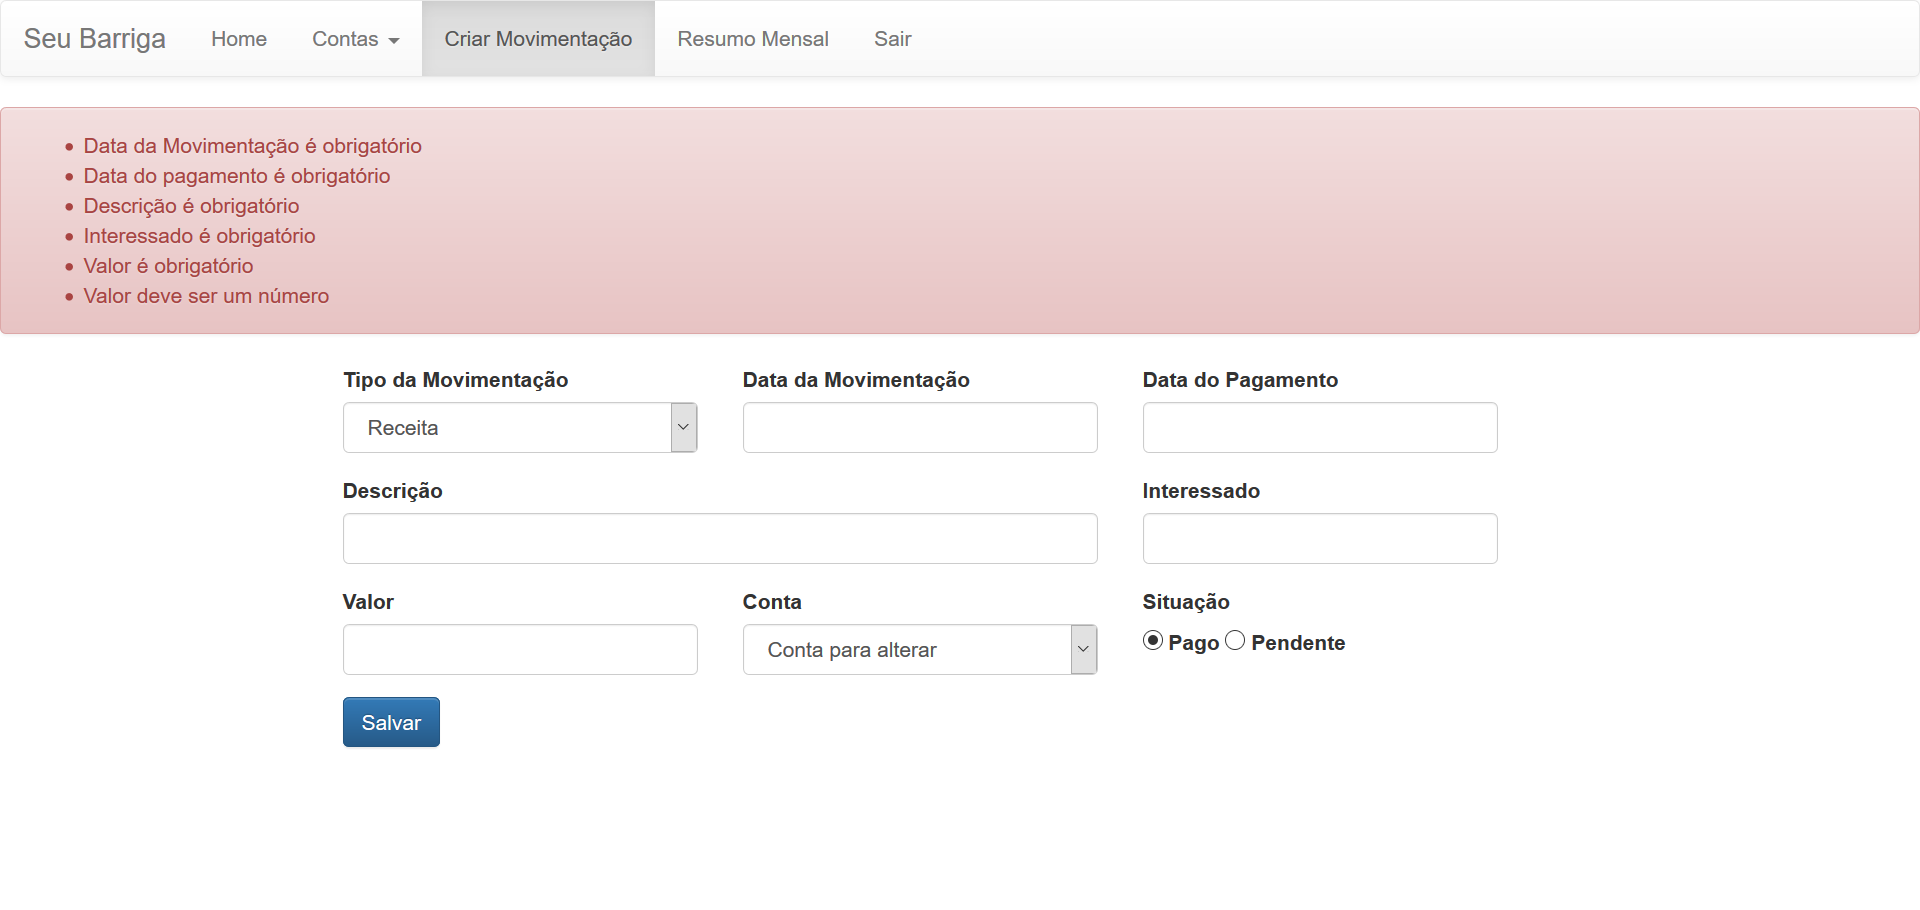 Seu Barriga Home Contas Criar Movimentação Resumo Mensal Sair
Data da Movimentação é obrigatório
Data do pagamento é obrigatório
Descrição é obrigatório
Interessado é obrigatório
Valor é obrigatório
Valor deve ser um número
Tipo da Movimentação Data da Movimentação Data do Pagamento
Receita
Descrição Interessado
Valor Conta Situação
Conta para alterar Pago Pendente
Salvar